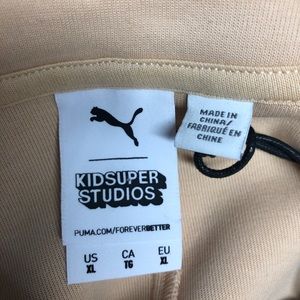 MADE IN
CHINA/
FABRIQUÉ EN
CHINE
KIDSUPER
STUDIOS
PUMA.COM/FOREVERBETTER
US CA EU
XL TG XL